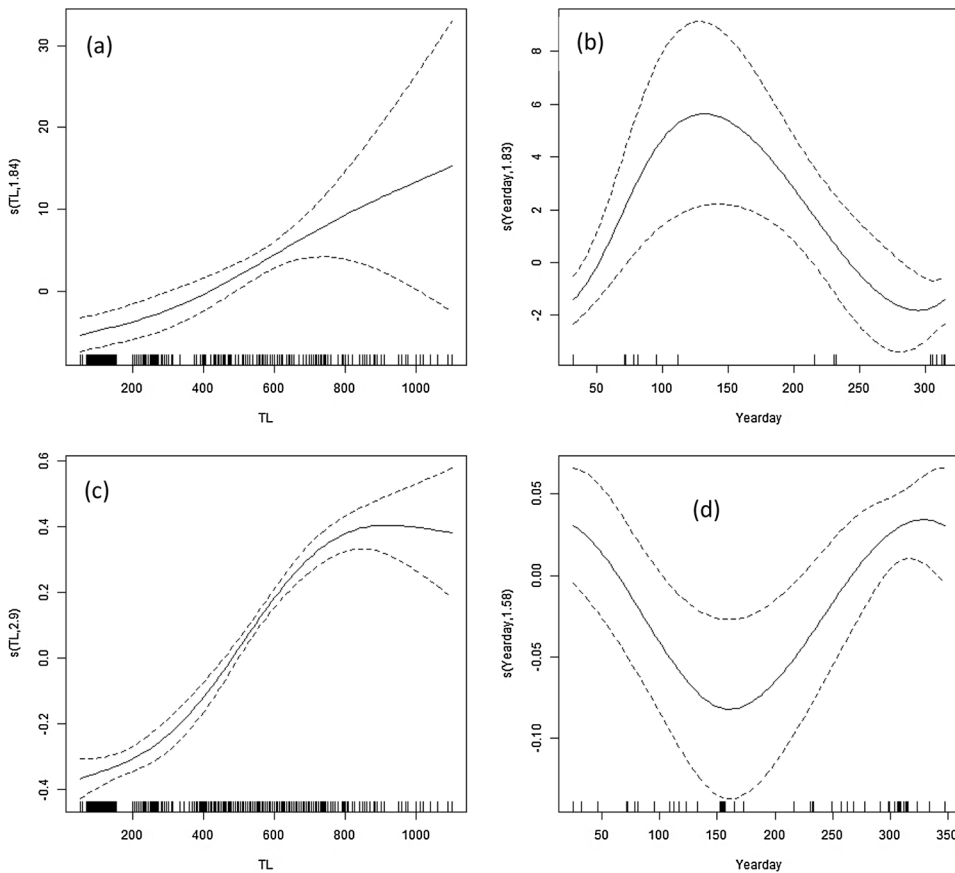 (a)
s(TL,1.84)
0 10 20 30
200 400 600 800 1000
TL
(b)
s(Yearday,1.83)
-2 0 2 4 6 8
50 100 150 200 250 300
Yearday
(c)
s(TL,2.9)
-0.4 -0.2 0.0 0.2 0.4 0.6
200 400 600 800 1000
TL
(d)
s(Yearday,1.58)
-0.10 -0.05 0.00 0.05
50 100 150 200 250 300 350
Yearday